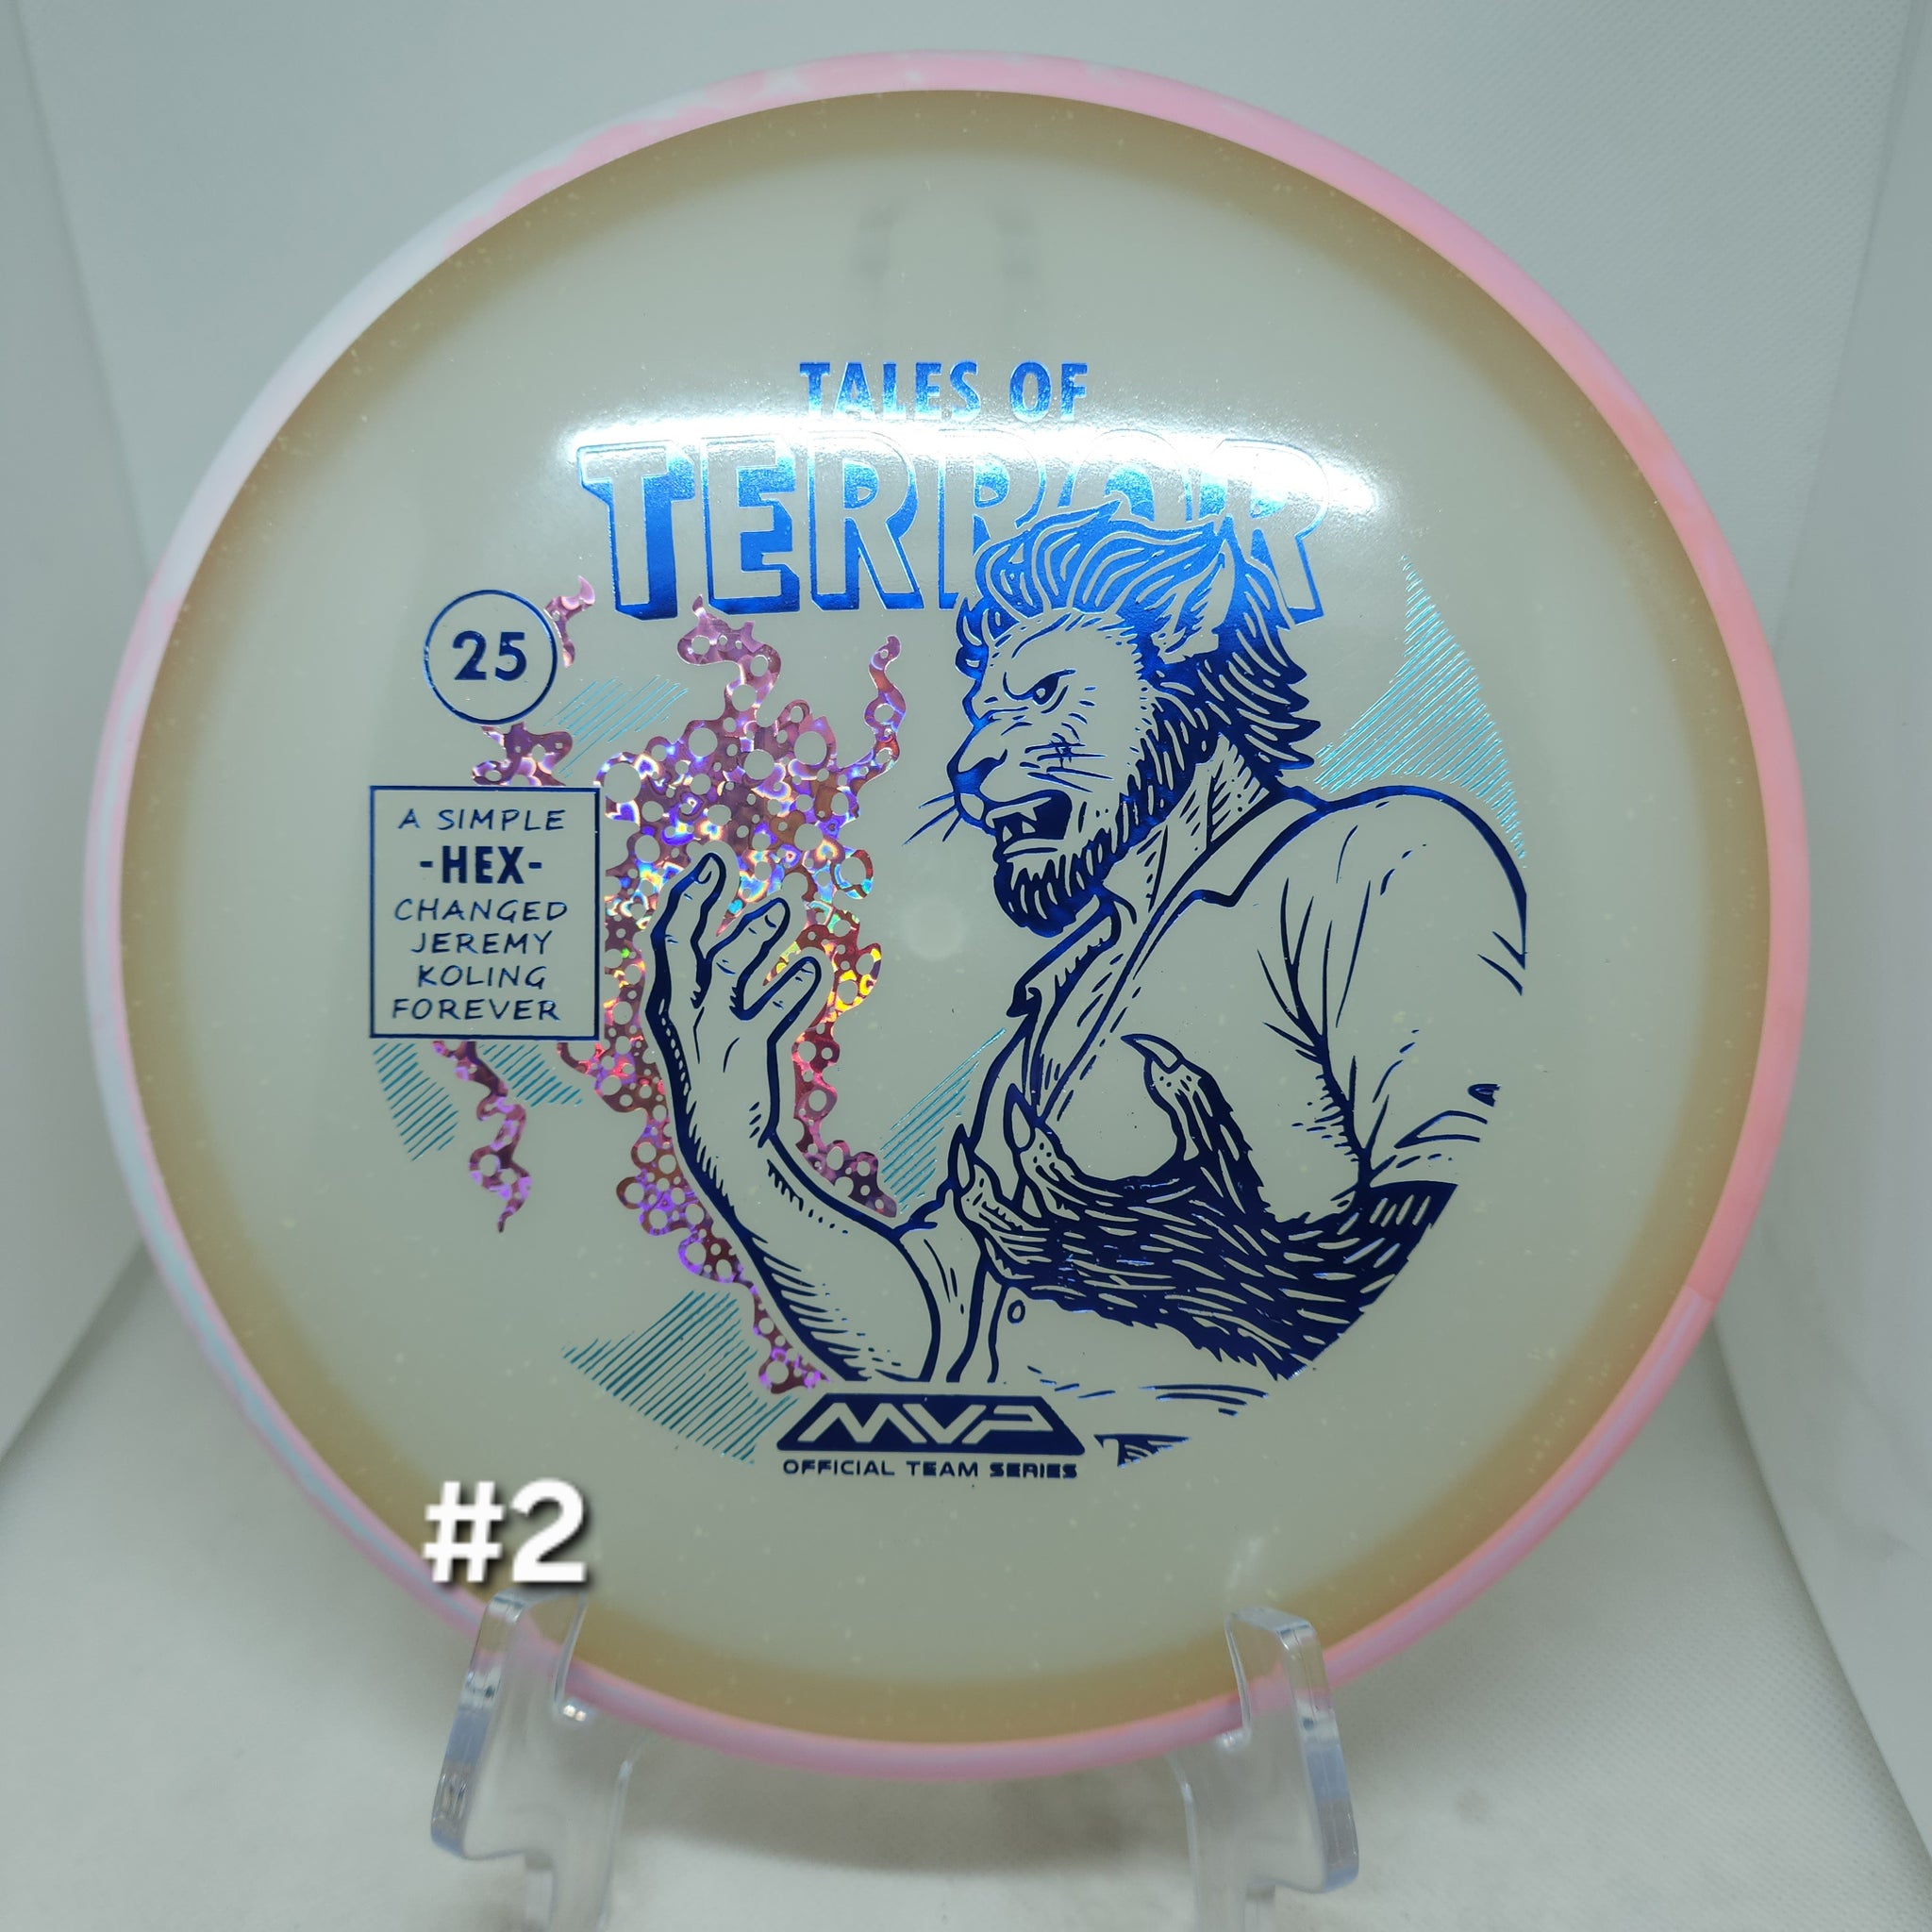 TALES OF
TERROR
25
A SIMPLE
-HEX-
CHANGED
JEREMY
KOLING
FOREVER
MVP
OFFICIAL TEAM SERIES
#2